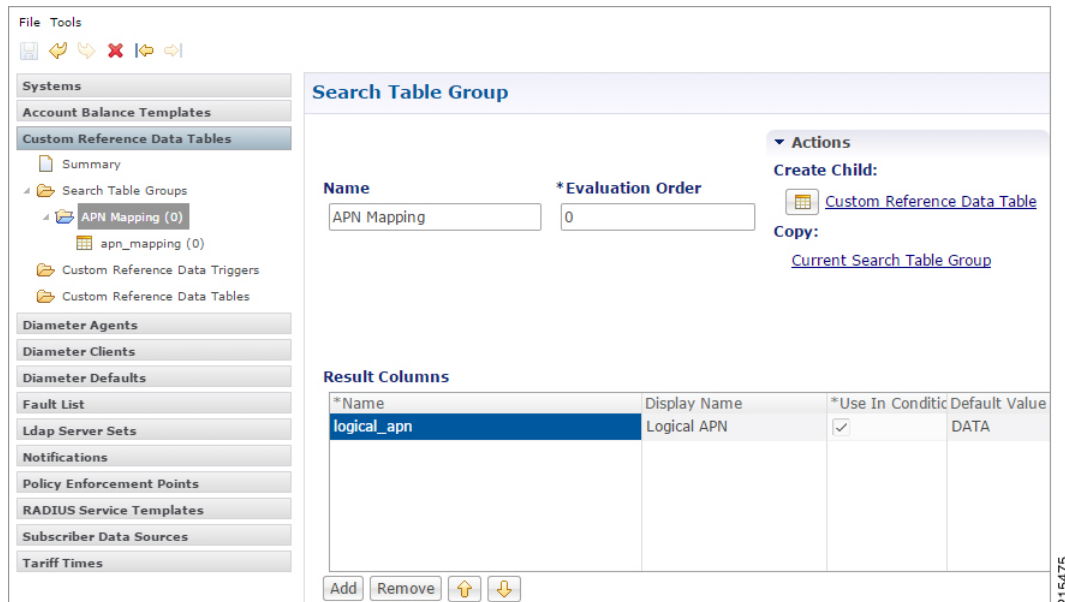 File Tools
Systems
Account Balance Templates
Custom Reference Data Tables
Summary
Search Table Groups
APN Mapping (0)
apn_mapping (0)
Custom Reference Data Triggers
Custom Reference Data Tables
Diameter Agents
Diameter Clients
Diameter Defaults
Fault List
Ldap Server Sets
Notifications
Policy Enforcement Points
RADIUS Service Templates
Subscriber Data Sources
Tariff Times
Search Table Group
Name *Evaluation Order
APN Mapping 0
Actions
Create Child:
Custom Reference Data Table
Copy:
Current Search Table Group
Result Columns
*Name Display Name *Use In Conditic Default Value
logical_apn Logical APN DATA
Add Remove